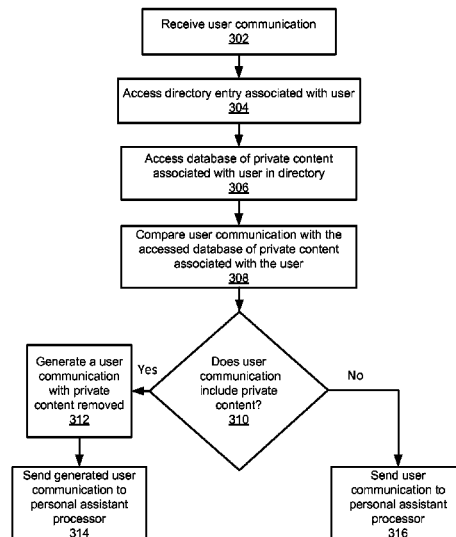 Receive user communication
302
Access directory entry associated with user
304
Access database of private content
associated with user in directory
306
Compare user communication with the
accessed database of private content
associated with the user
308
Does user
communication
include private
content?
310
Yes
No
Generate a user
communication
with private
content removed
312
Send generated user
communication to
personal assistant
processor
314
Send user
communication to
personal assistant
processor
316